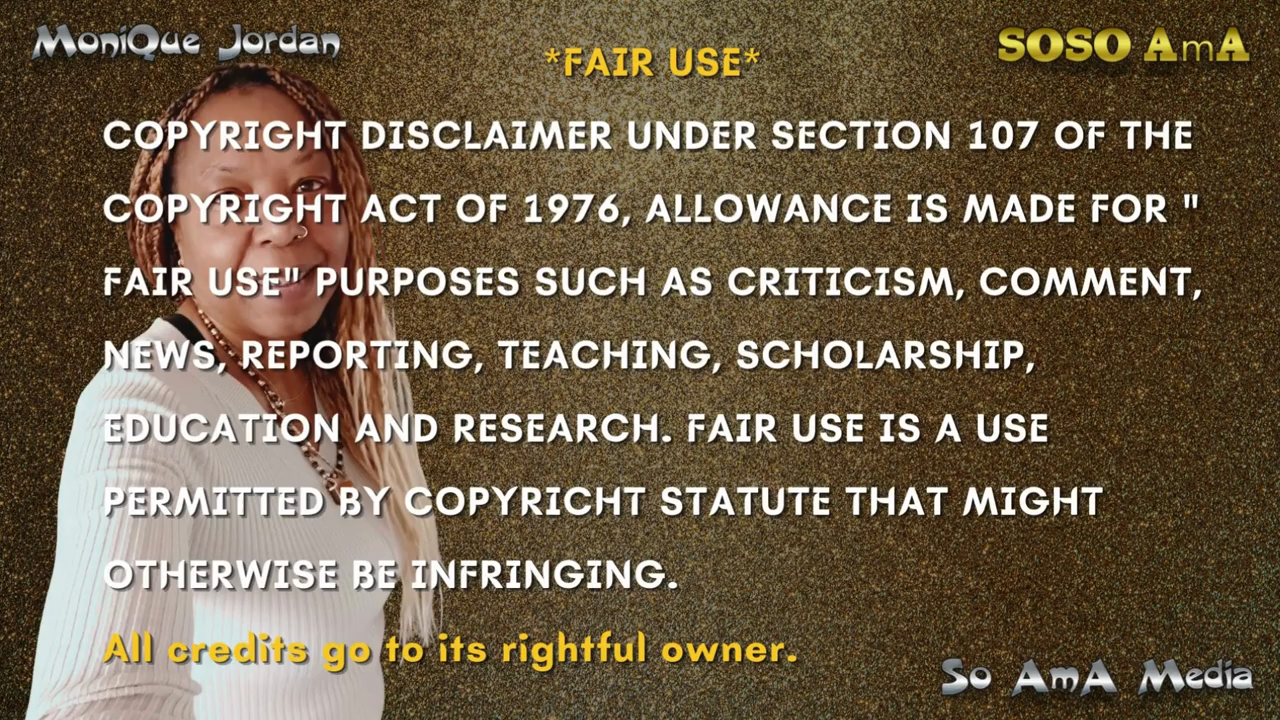 MoniQue Jordan
SOSO AmA
*FAIR USE*
COPYRIGHT DISCLAIMER UNDER SECTION 107 OF THE
COPYRIGHT ACT OF 1976, ALLOWANCE IS MADE FOR "
FAIR USE" PURPOSES SUCH AS CRITICISM, COMMENT,
NEWS, REPORTING, TEACHING, SCHOLARSHIP,
EDUCATION AND RESEARCH. FAIR USE IS A USE
PERMITTED BY COPYRICHT STATUTE THAT MIGHT
OTHERWISE BE INFRINGING.
All credits go to its rightful owner.
So AmA Media